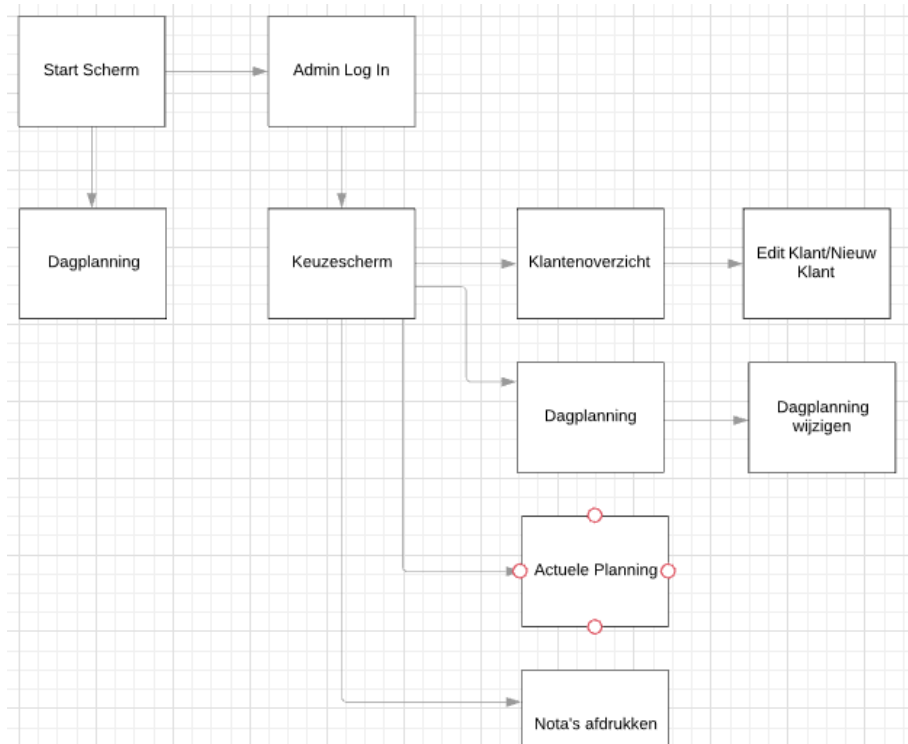 Start Scherm
Admin Log In
Dagplanning
Keuzescherm
Klantenoverzicht
Edit Klant/Nieuw
Klant
Dagplanning
Dagplanning
wijzigen
Actuele Planning
Nota's afdrukken